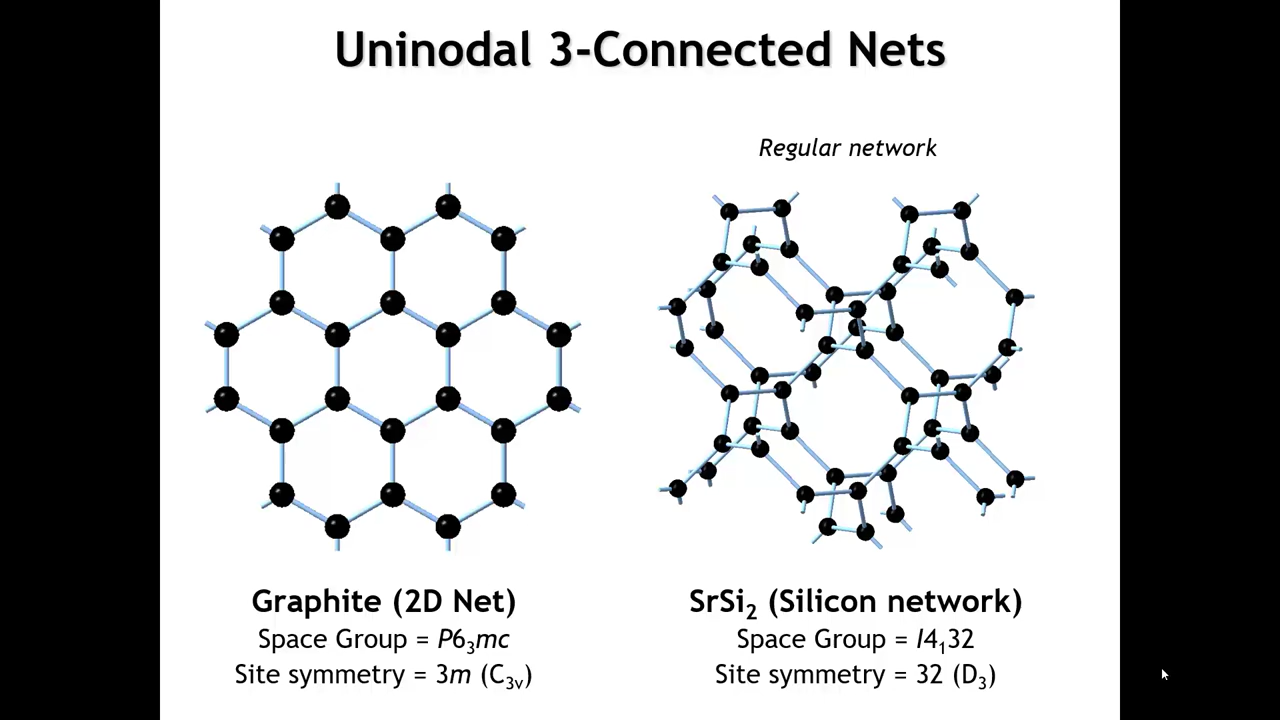 Uninodal 3-Connected Nets
Regular network
Graphite (2D Net)
Space Group = P6₃mc
Site symmetry = 3m (C₃ᵥ)
SrSi₂ (Silicon network)
Space Group = I4₁32
Site symmetry = 32 (D₃)